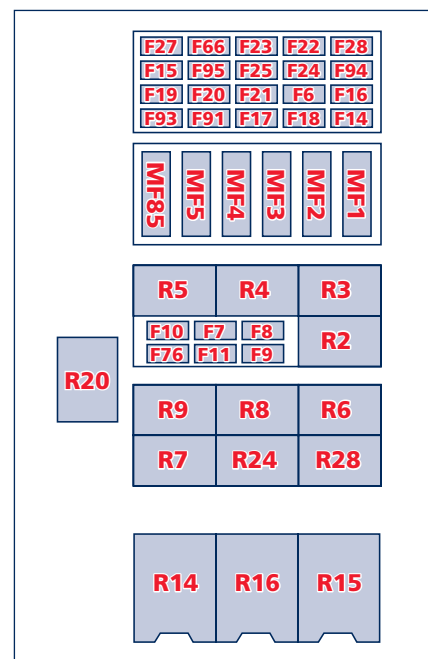 F27 F66 F23 F22 F28
F15 F95 F25 F24 F94
F19 F20 F21 F6 F16
F93 F91 F17 F18 F14
MF85 MF5 MF4 MF3 MF2 MF1
R5 R4 R3
F10 F7 F8
R2
F76 F11 F9
R20
R9 R8 R6
R7 R24 R28
R14 R16 R15